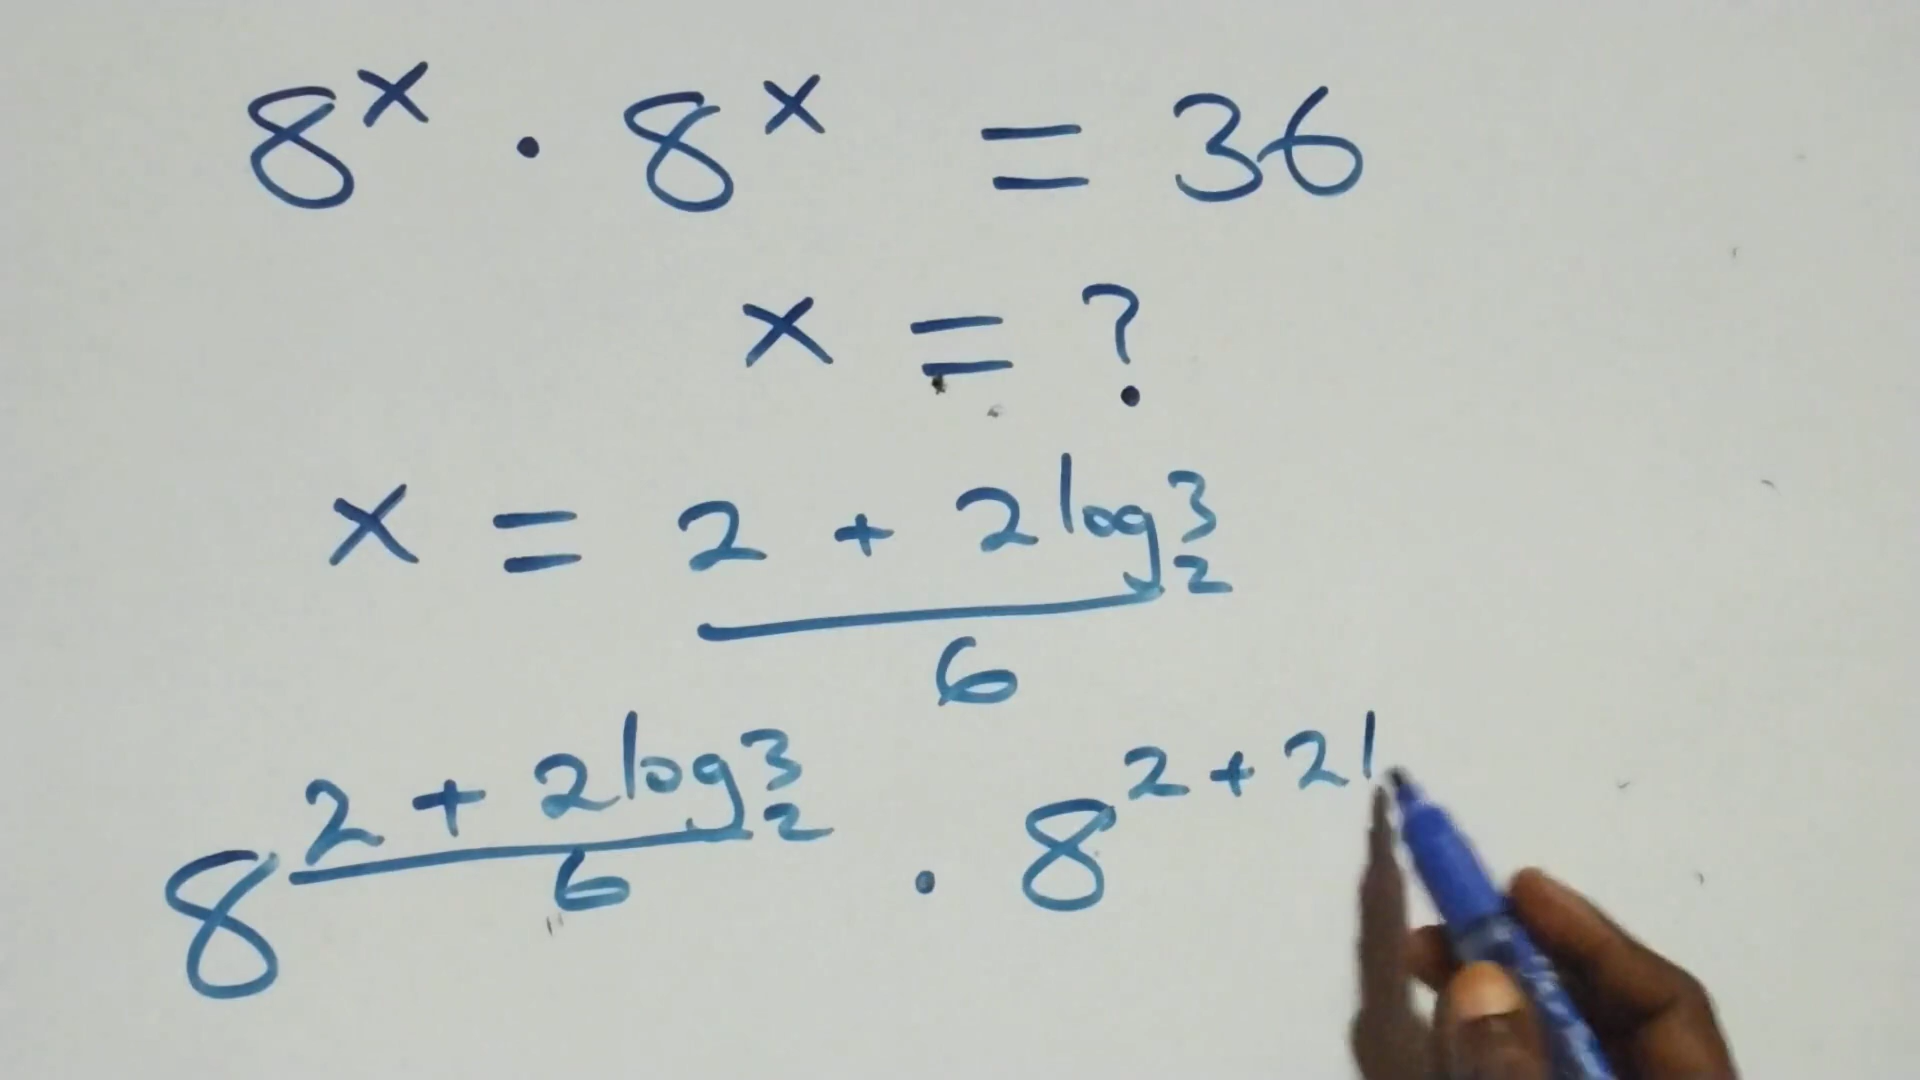 8^x · 8^x = 36
x = ?
x = (2 + 2log_2 3)/6
8^((2 + 2log_2 3)/6) · 8^(2 + 2l